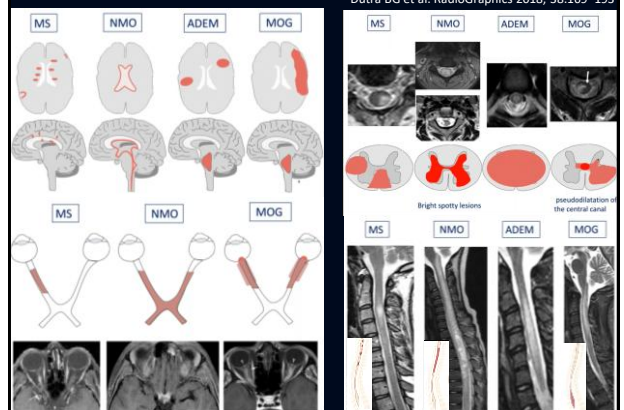 Dutra BG et al. RadioGraphics 2018; 38:169–193
MS NMO ADEM MOG
MS NMO MOG
MS NMO ADEM MOG
Bright spotty lesions
pseudodilatation of
the central canal
MS NMO ADEM MOG